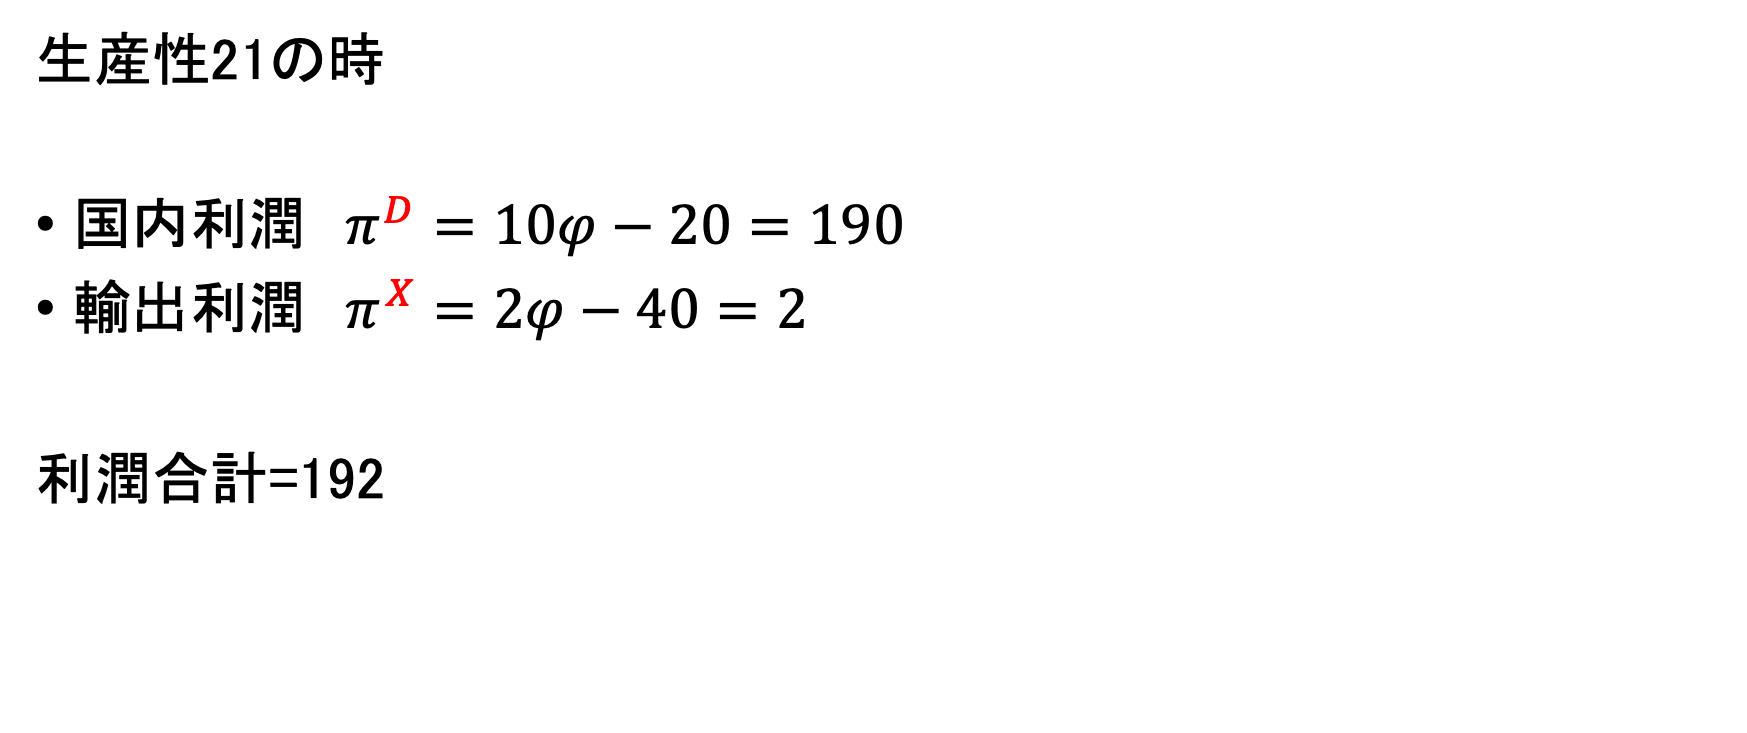 生産性21の時
• 国内利潤 π^D = 10φ − 20 = 190
• 輸出利潤 π^X = 2φ − 40 = 2
利潤合計=192